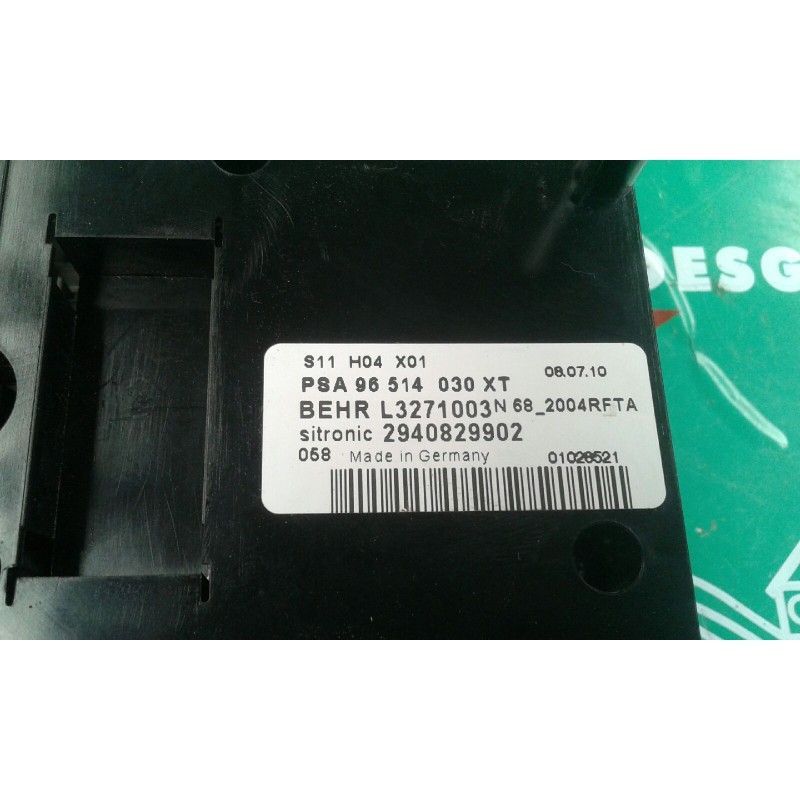 DESG
S11 H04 X01
PSA 96 514 030 XT 08.07.10
BEHR L3271003 N 68_2004RFTA
sitronic 2940829902
058 Made in Germany 01026521